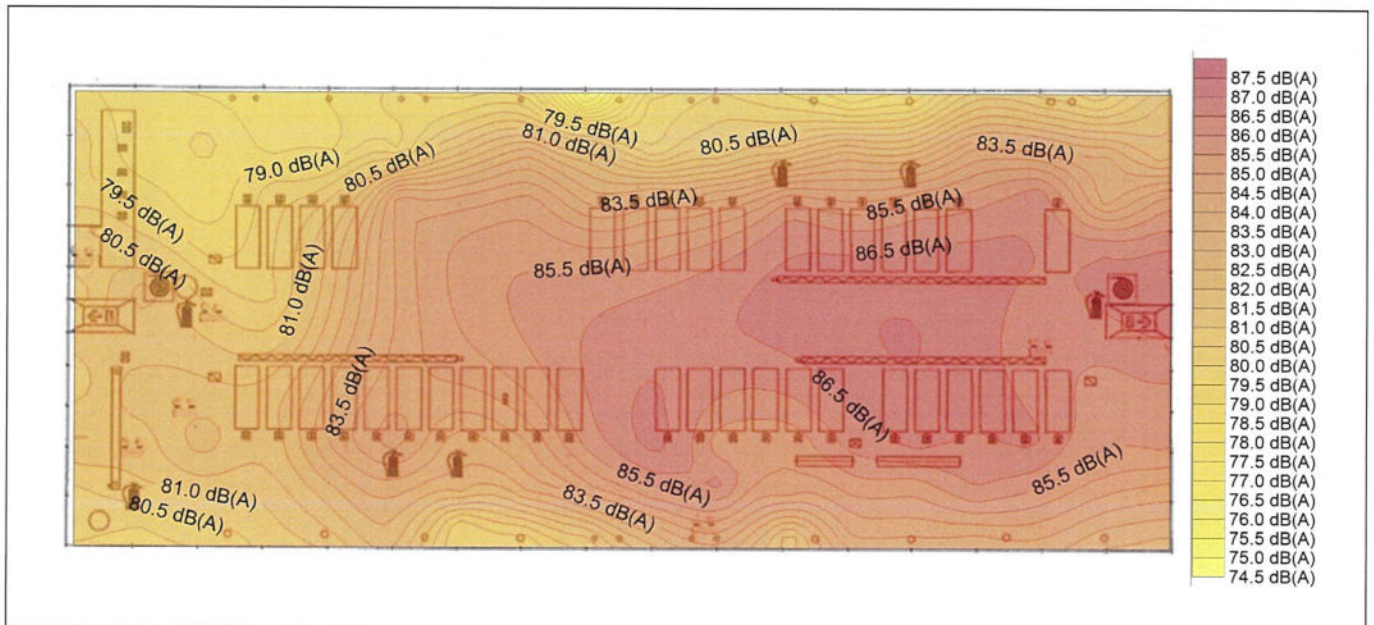 79.5 dB(A)
81.0 dB(A)
80.5 dB(A)
83.5 dB(A)
79.0 dB(A)
80.5 dB(A)
79.5 dB(A)
83.5 dB(A)
85.5 dB(A)
80.5 dB(A)
81.0 dB(A)
85.5 dB(A)
86.5 dB(A)
83.5 dB(A)
86.5 dB(A)
81.0 dB(A)
80.5 dB(A)
83.5 dB(A)
85.5 dB(A)
85.5 dB(A)
87.5 dB(A)
87.0 dB(A)
86.5 dB(A)
86.0 dB(A)
85.5 dB(A)
85.0 dB(A)
84.5 dB(A)
84.0 dB(A)
83.5 dB(A)
83.0 dB(A)
82.5 dB(A)
82.0 dB(A)
81.5 dB(A)
81.0 dB(A)
80.5 dB(A)
80.0 dB(A)
79.5 dB(A)
79.0 dB(A)
78.5 dB(A)
78.0 dB(A)
77.5 dB(A)
77.0 dB(A)
76.5 dB(A)
76.0 dB(A)
75.5 dB(A)
75.0 dB(A)
74.5 dB(A)